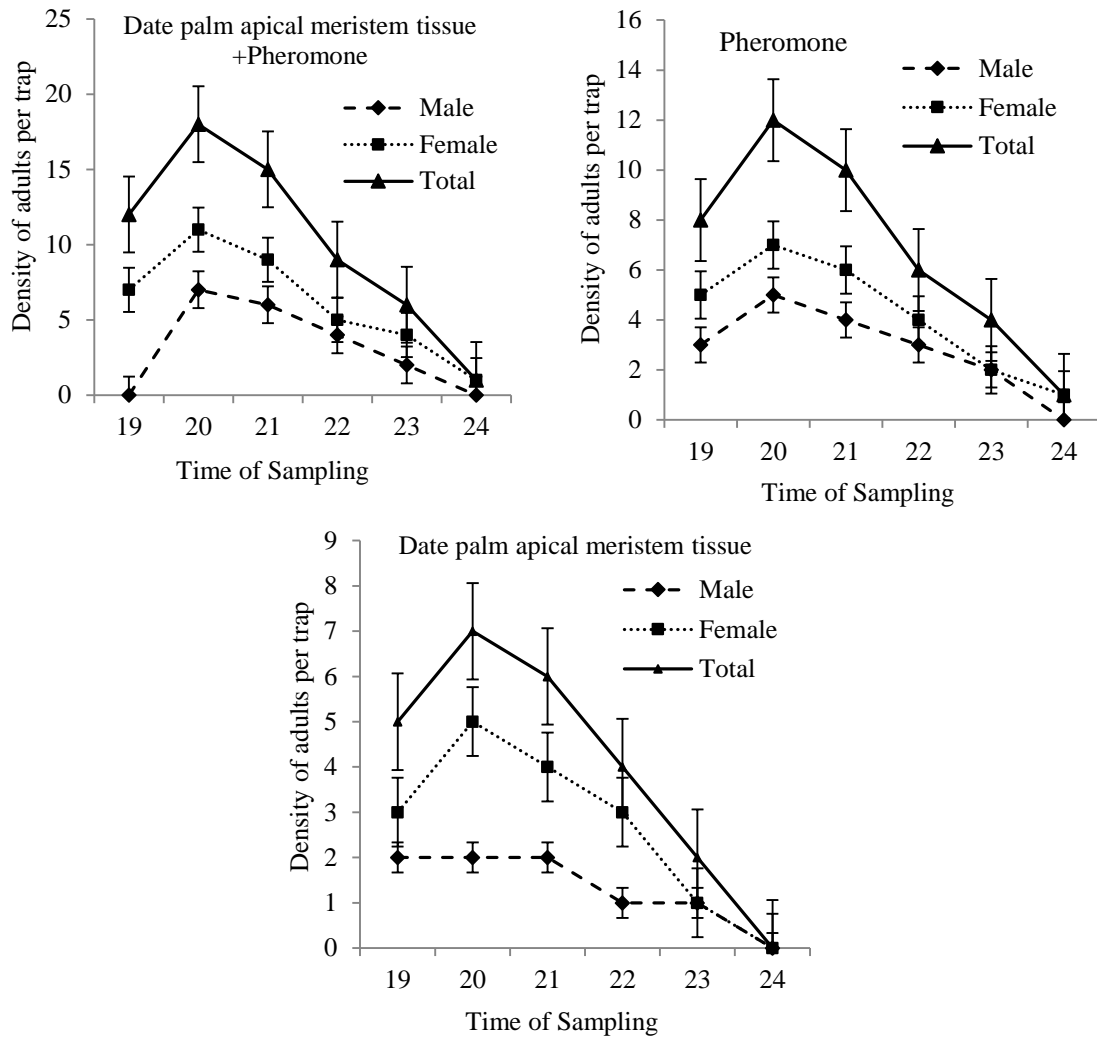 Date palm apical meristem tissue
+Pheromone
Male
Female
Total
Density of adults per trap
25
20
15
10
5
0
19 20 21 22 23 24
Time of Sampling
Pheromone
Male
Female
Total
Density of adults per trap
16
14
12
10
8
6
4
2
0
19 20 21 22 23 24
Time of Sampling
Date palm apical meristem tissue
Male
Female
Total
Density of adults per trap
9
8
7
6
5
4
3
2
1
0
19 20 21 22 23 24
Time of Sampling